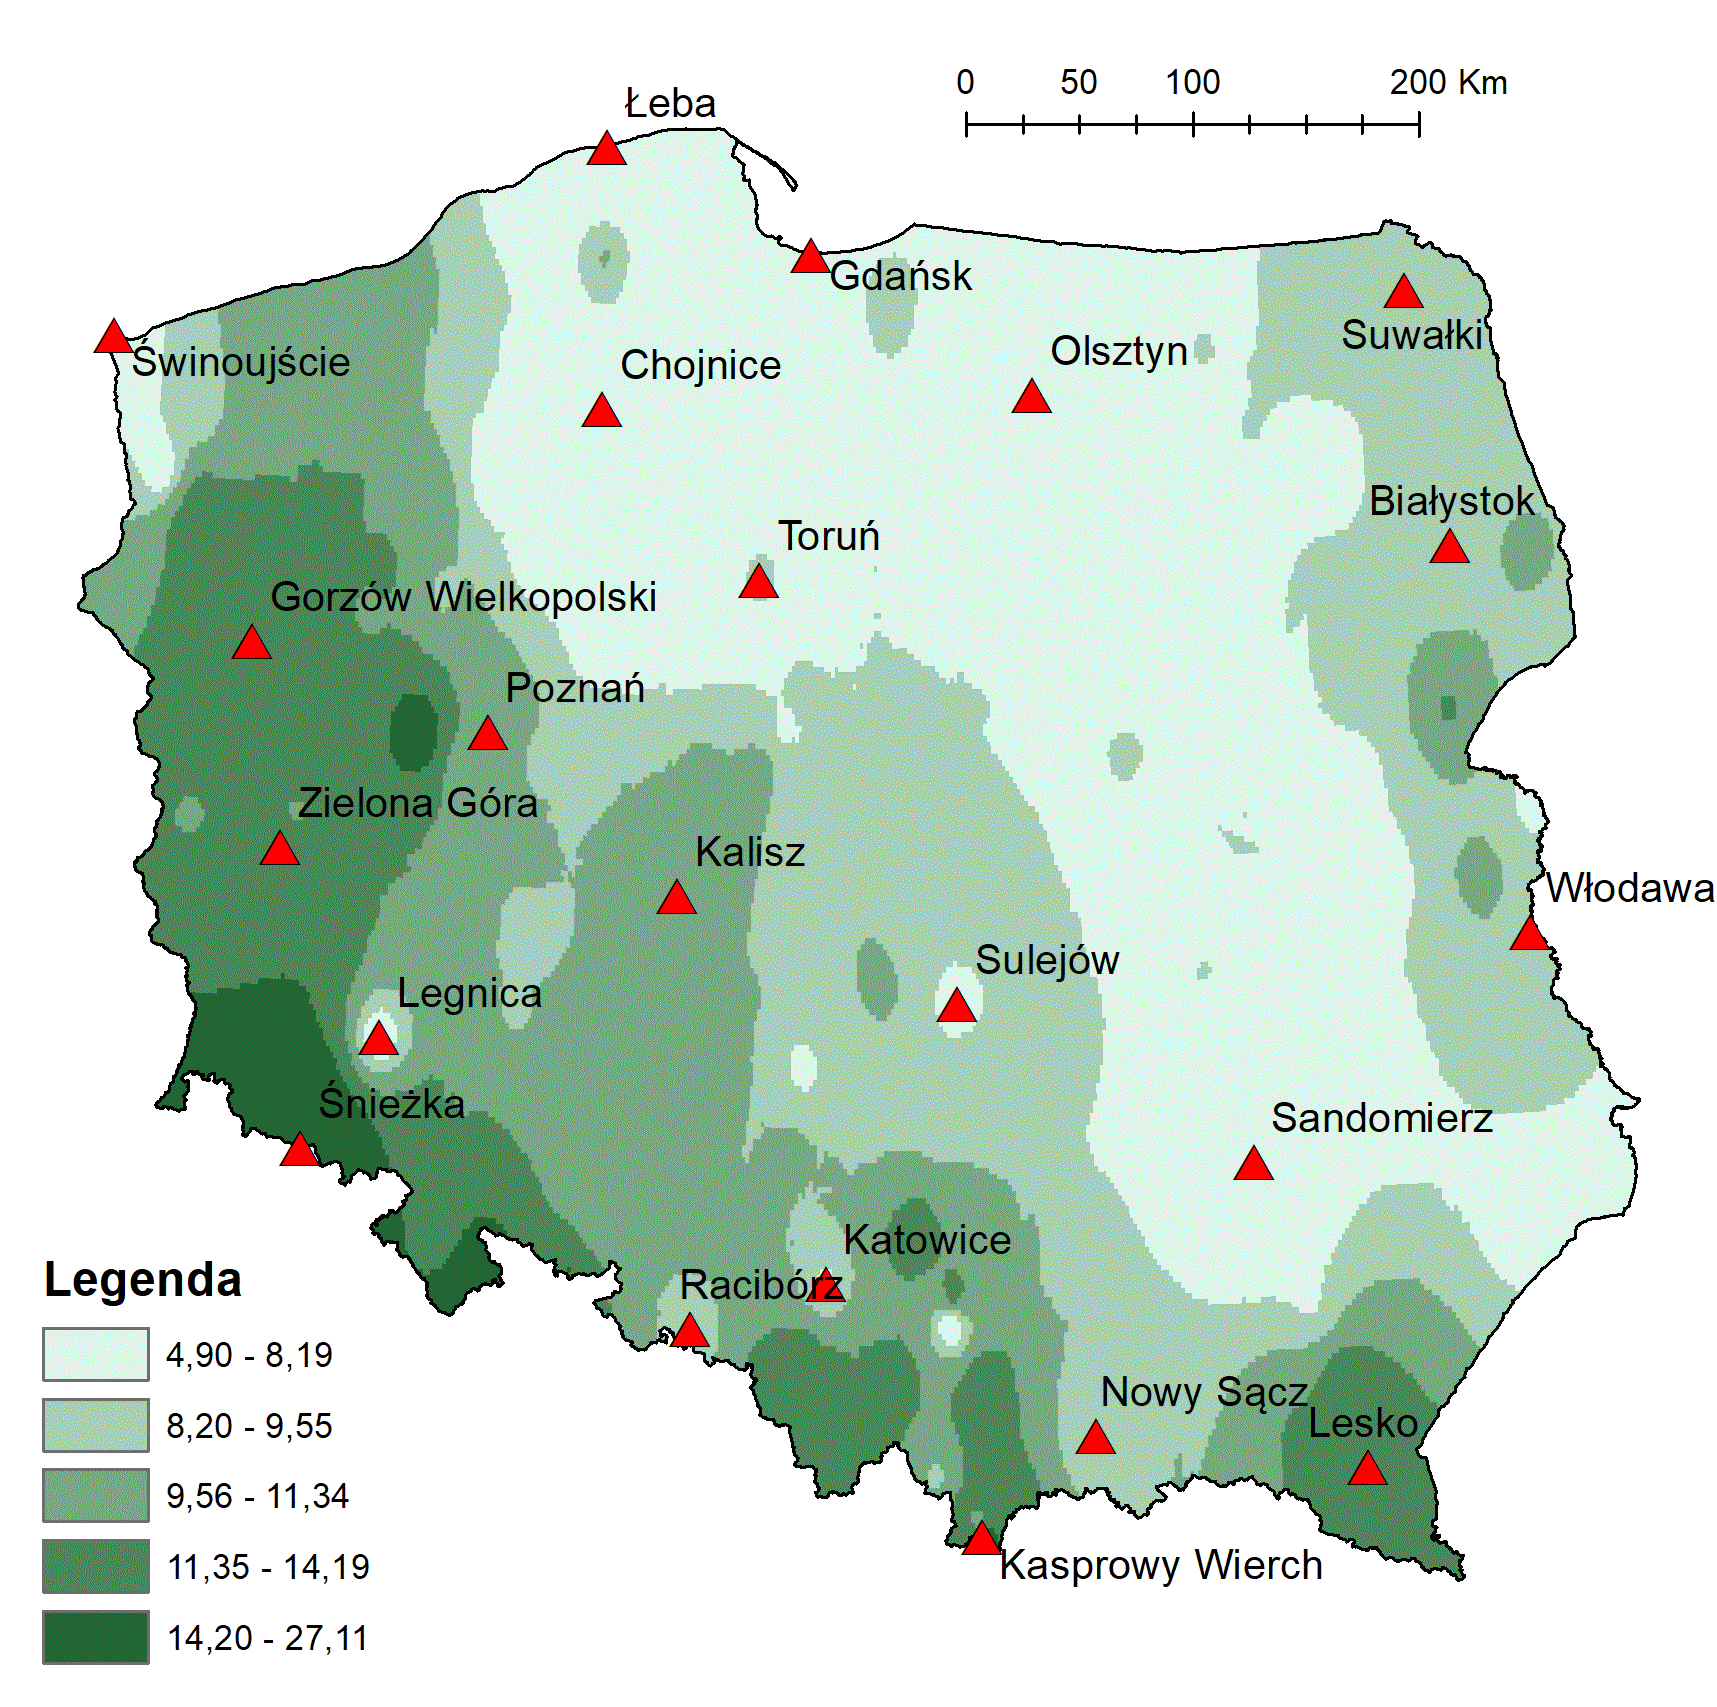 0 50 100 200 Km
Łeba
Gdańsk
Suwałki
Świnoujście
Chojnice
Olsztyn
Białystok
Toruń
Gorzów Wielkopolski
Poznań
Zielona Góra
Kalisz
Włodawa
Sulejów
Legnica
Śnieżka
Sandomierz
Katowice
Racibórz
Nowy Sącz
Lesko
Kasprowy Wierch
Legenda
4,90 - 8,19
8,20 - 9,55
9,56 - 11,34
11,35 - 14,19
14,20 - 27,11